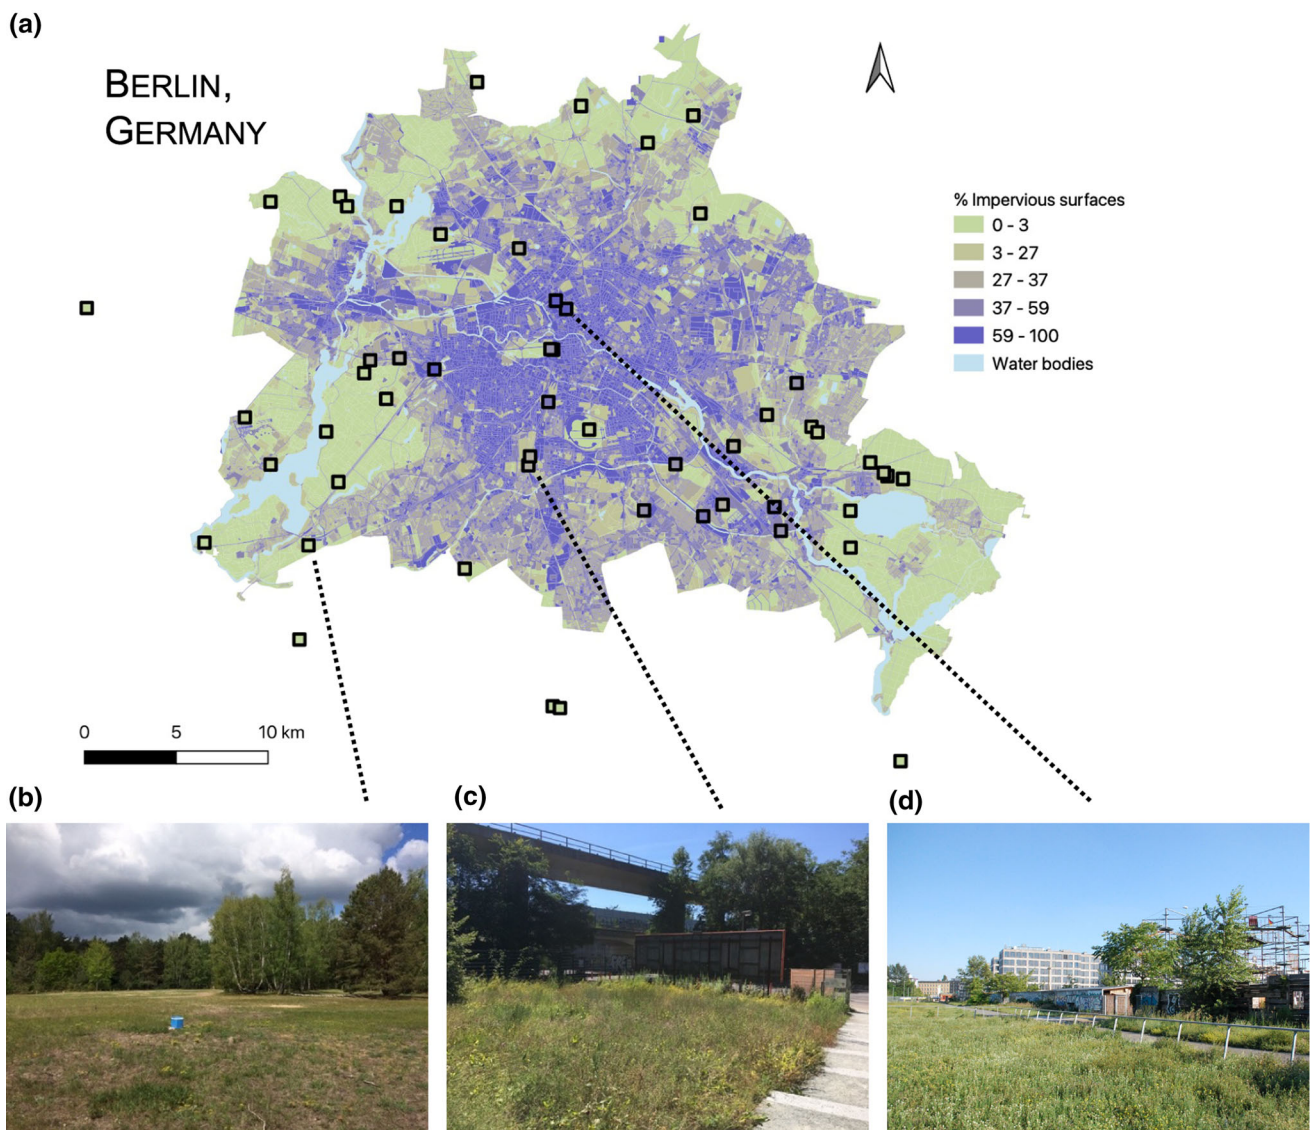 (a)
BERLIN,
GERMANY
% Impervious surfaces
0 - 3
3 - 27
27 - 37
37 - 59
59 - 100
Water bodies
0 5 10 km
(b)
(c)
(d)